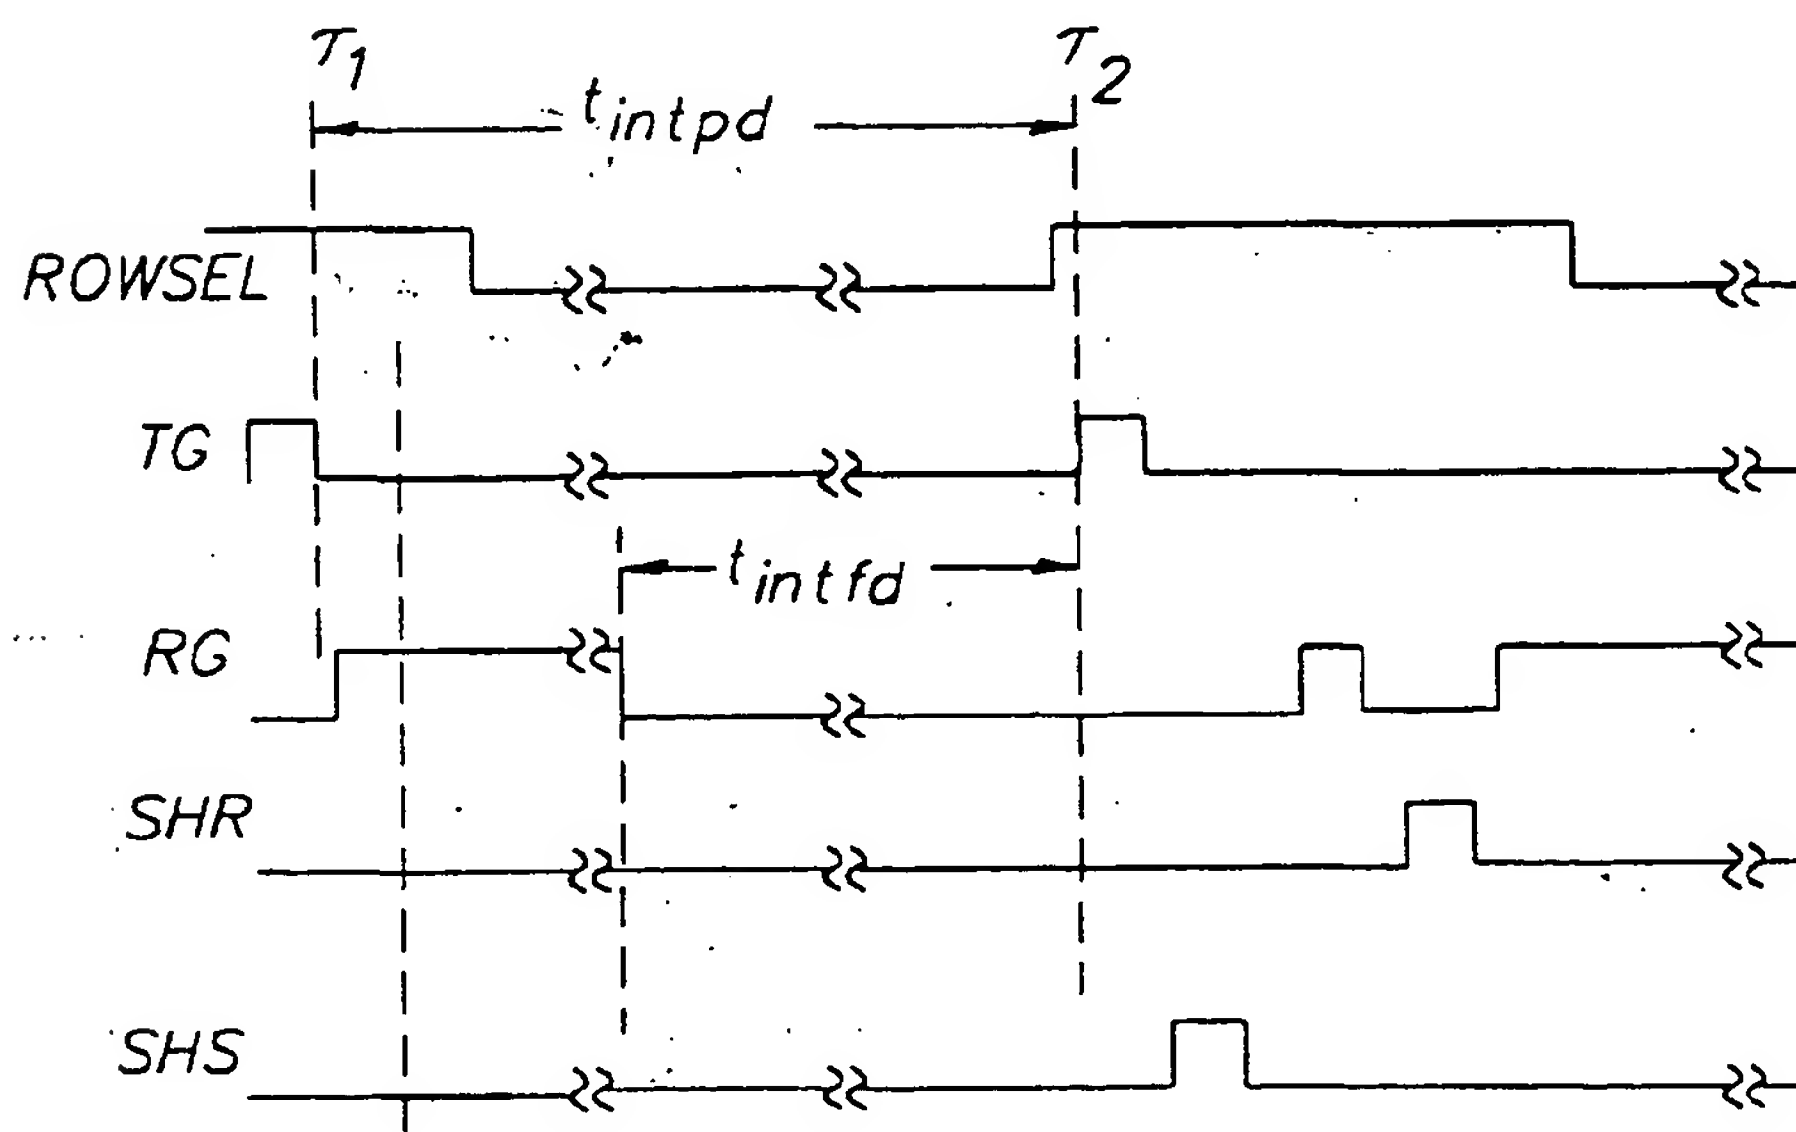 τ1
τ2
tintpd
ROWSEL
TG
tintfd
RG
SHR
SHS